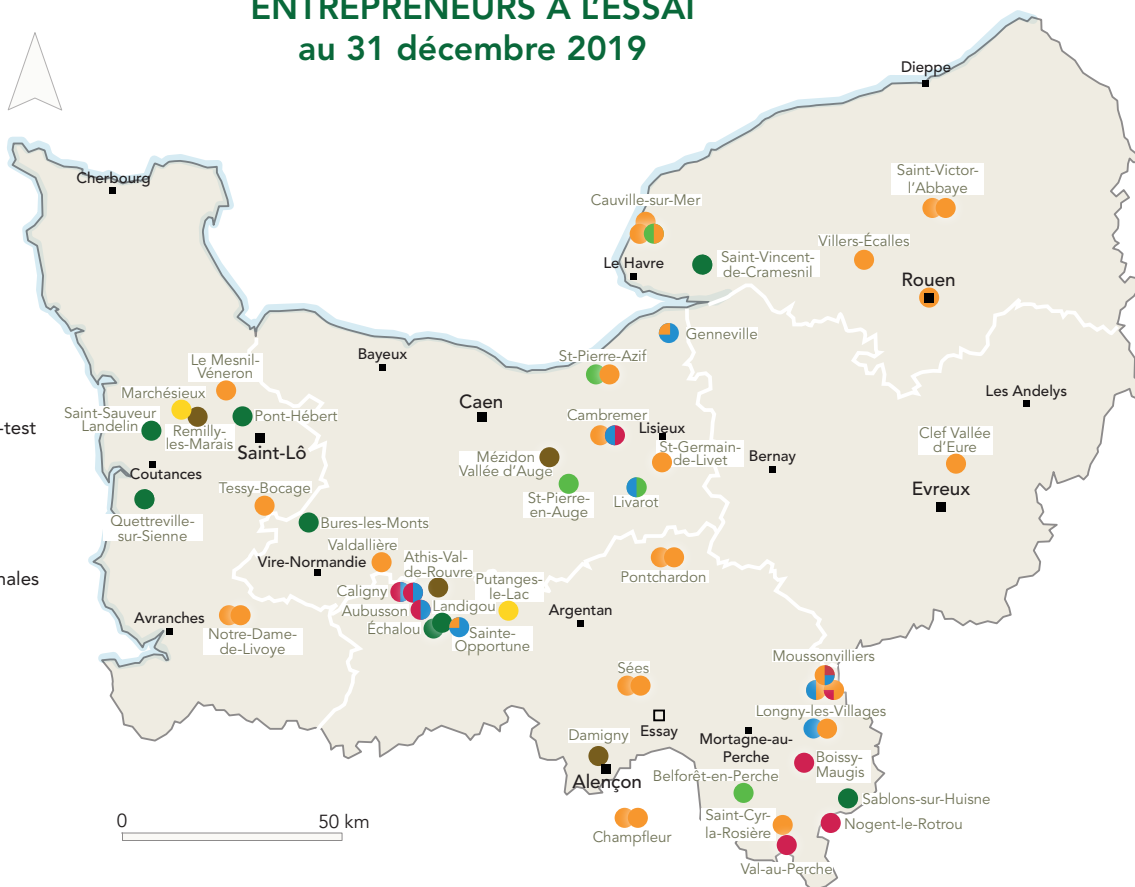 ENTREPRENEURS À L'ESSAI
au 31 décembre 2019
Dieppe
Cherbourg
Saint-Victor-
l'Abbaye
Cauville-sur-Mer
Villers-Écalles
Le Havre
Saint-Vincent-
de-Cramesnil
Rouen
Genneville
Bayeux
St-Pierre-Azif
Le Mesnil-
Véneron
Marchésieux
Les Andelys
Caen
Saint-Sauveur
Landelin
Pont-Hébert
Cambremer
-test
Remilly-
les-Marais
Lisieux
Clef Vallée
d'Eure
Saint-Lô
St-Germain-
de-Livet
Mézidon
Vallée d'Auge
Bernay
Coutances
Tessy-Bocage
Evreux
St-Pierre-
en-Auge
Livarot
Quettreville-
sur-Sienne
Bures-les-Monts
Valdallière
Vire-Normandie
Athis-Val-
de-Rouvre
Pontchardon
nales
Putanges-
le-Lac
Caligny
Aubusson
Landigou
Argentan
Avranches
Échalou
Sainte-
Opportune
Notre-Dame-
de-Livoye
Moussonvilliers
Sées
Longny-les-Villages
Essay
Damigny
Mortagne-au-
Perche
Boissy-
Maugis
Alençon
Belforêt-en-Perche
Sablons-sur-Huisne
Saint-Cyr-
la-Rosière
0
50 km
Nogent-le-Rotrou
Champfleur
Val-au-Perche